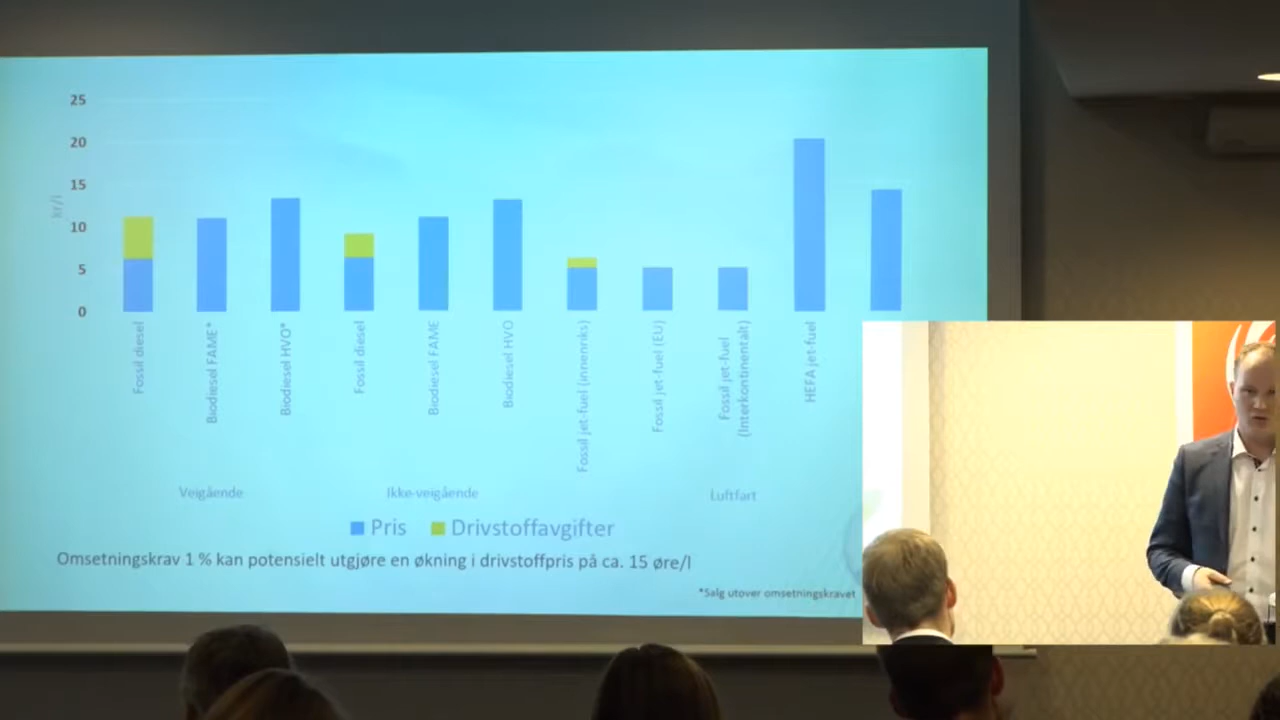 25
20
15
10
5
0
kr/l
Fossil diesel
Biodiesel FAME*
Biodiesel HVO*
Fossil diesel
Biodiesel FAME
Biodiesel HVO
Fossil jet-fuel (innenriks)
Fossil jet-fuel (EU)
Fossil jet-fuel
(Interkontinentalt)
HEFA jet-fuel
Veigående
Ikke-veigående
Luftfart
Pris
Drivstoffavgifter
Omsetningskrav 1 % kan potensielt utgjøre en økning i drivstoffpris på ca. 15 øre/l
*Salg utover omsetningskravet